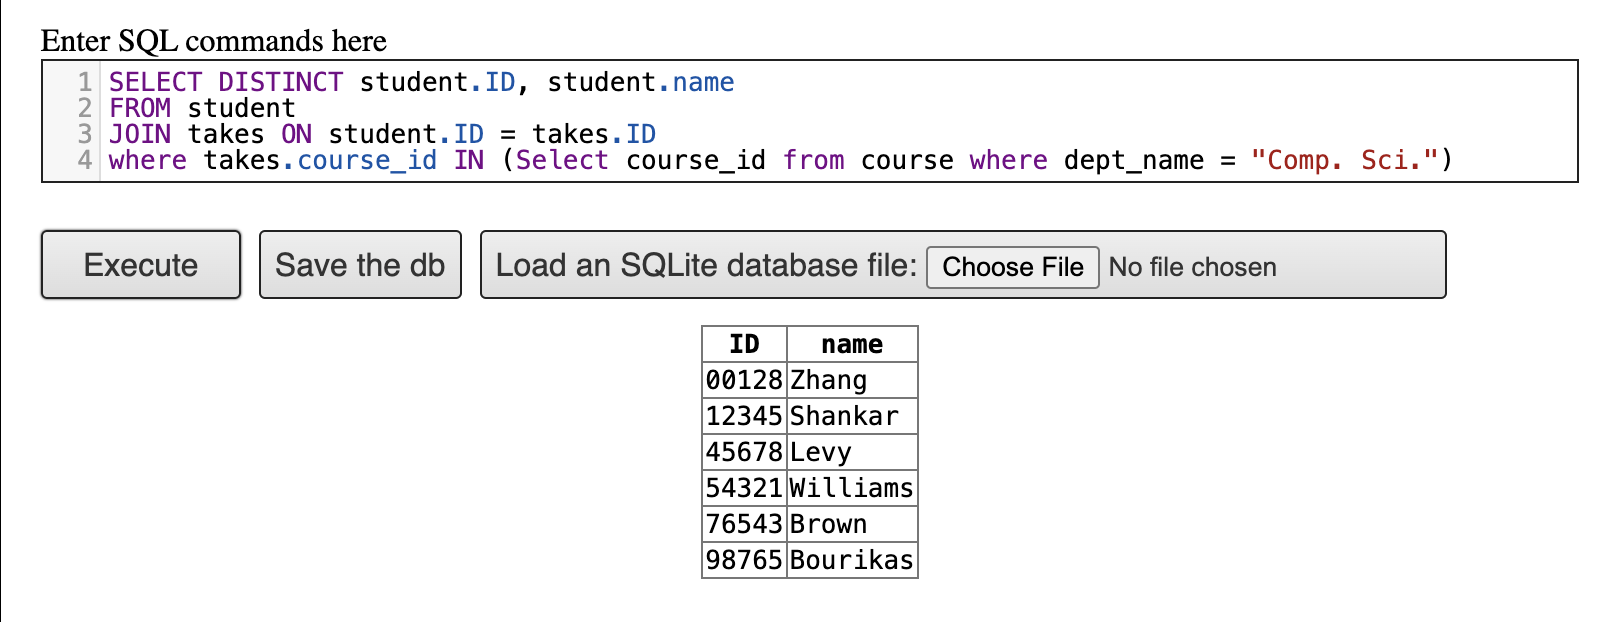 Enter SQL commands here
1 SELECT DISTINCT student.ID, student.name
2 FROM student
3 JOIN takes ON student.ID = takes.ID
4 where takes.course_id IN (Select course_id from course where dept_name = "Comp. Sci.")
Execute Save the db Load an SQLite database file: Choose File No file chosen
ID name
00128 Zhang
12345 Shankar
45678 Levy
54321 Williams
76543 Brown
98765 Bourikas